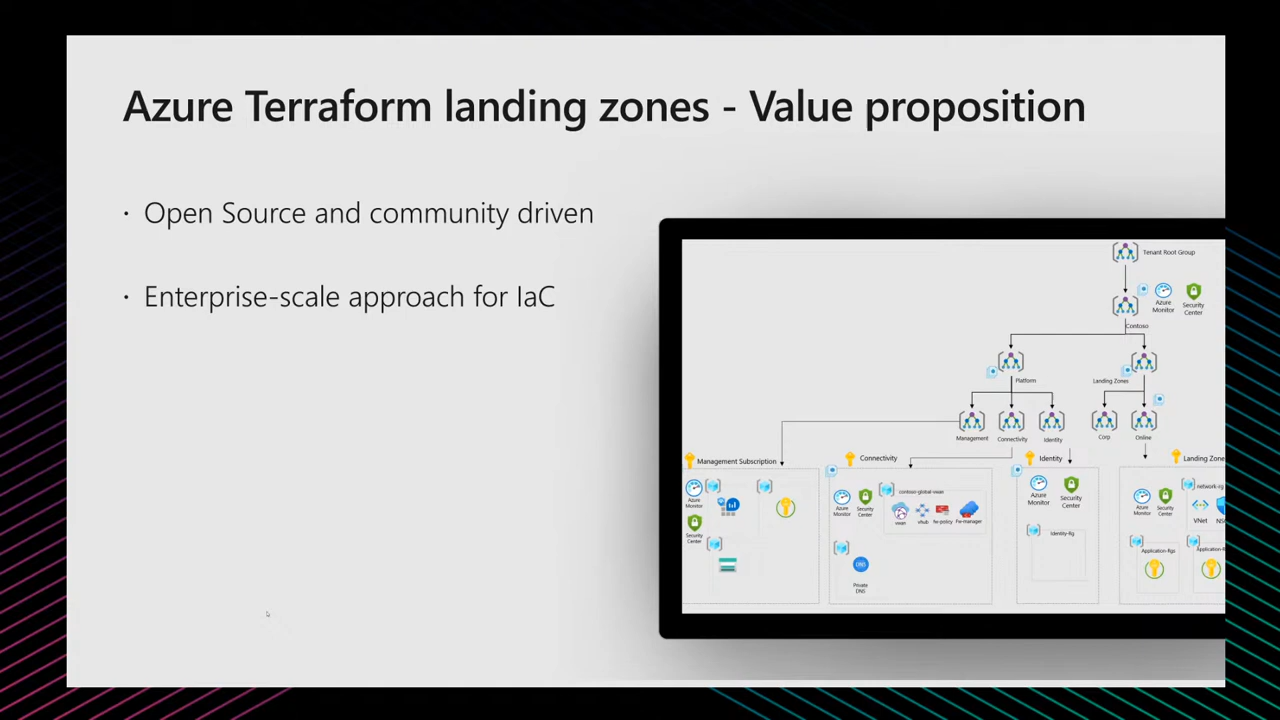 Azure Terraform landing zones - Value proposition
· Open Source and community driven
· Enterprise-scale approach for IaC
Tenant Root Group
Azure Monitor
Security Center
Contoso
Platform
Landing Zones
Management
Connectivity
Identity
Corp
Online
Management Subscription
Connectivity
Identity
Landing Zone
Azure Monitor
Security Center
Azure Monitor
Security Center
contoso-global-vwan
vwan
vhub
fw-policy
Fw-manager
DNS
Private DNS
Azure Monitor
Security Center
Identity-Rg
Azure Monitor
Security Center
network-rg
VNet
Application-Rgs